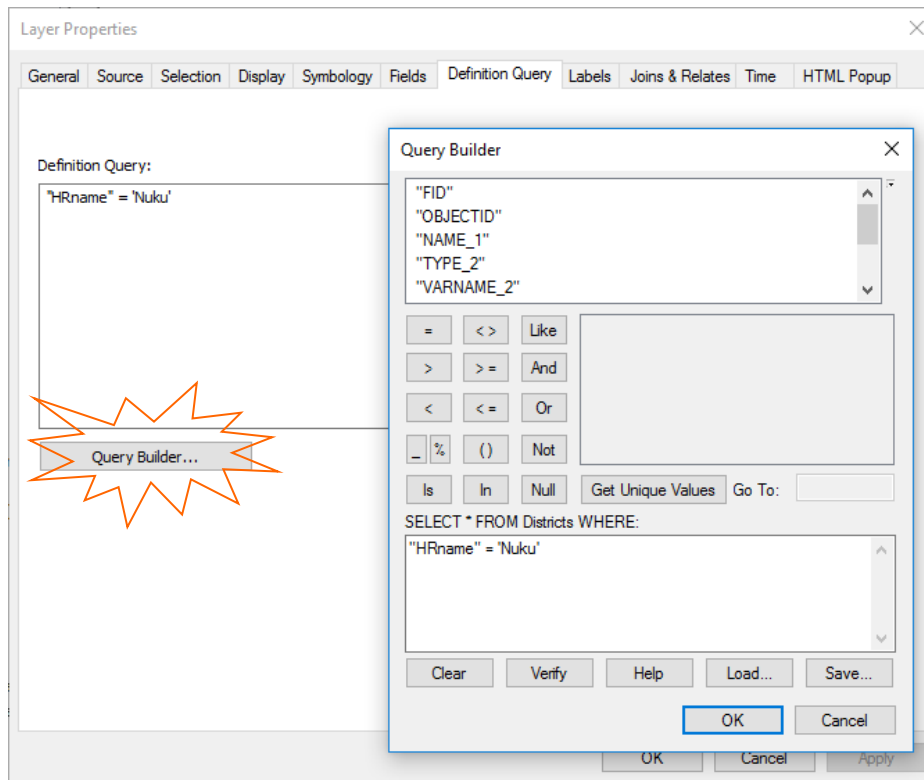 Layer Properties
General Source Selection Display Symbology Fields Definition Query Labels Joins & Relates Time HTML Popup
Definition Query:
"HRname" = 'Nuku'
Query Builder...
Query Builder
"FID"
"OBJECTID"
"NAME_1"
"TYPE_2"
"VARNAME_2"
= < > Like
> > = And
< < = Or
_ % ( ) Not
Is In Null Get Unique Values Go To:
SELECT * FROM Districts WHERE:
"HRname" = 'Nuku'
Clear Verify Help Load... Save...
OK Cancel
OK Cancel Apply